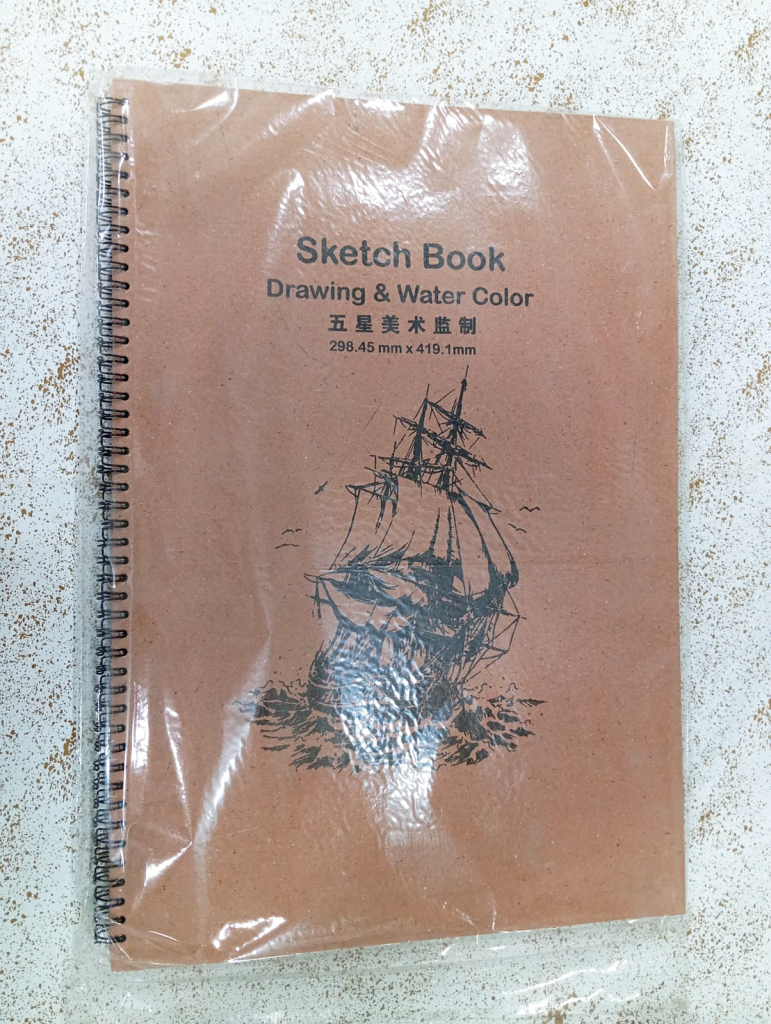 Sketch Book
Drawing & Water Color
五星美术监制
298.45 mm x 419.1mm